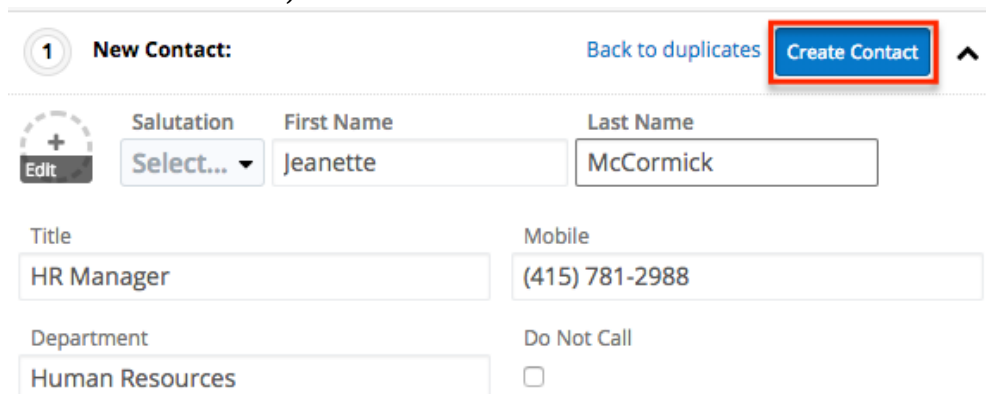 1 New Contact: Back to duplicates Create Contact
Salutation First Name Last Name
+
Edit Select... Jeanette McCormick
Title Mobile
HR Manager (415) 781-2988
Department Do Not Call
Human Resources